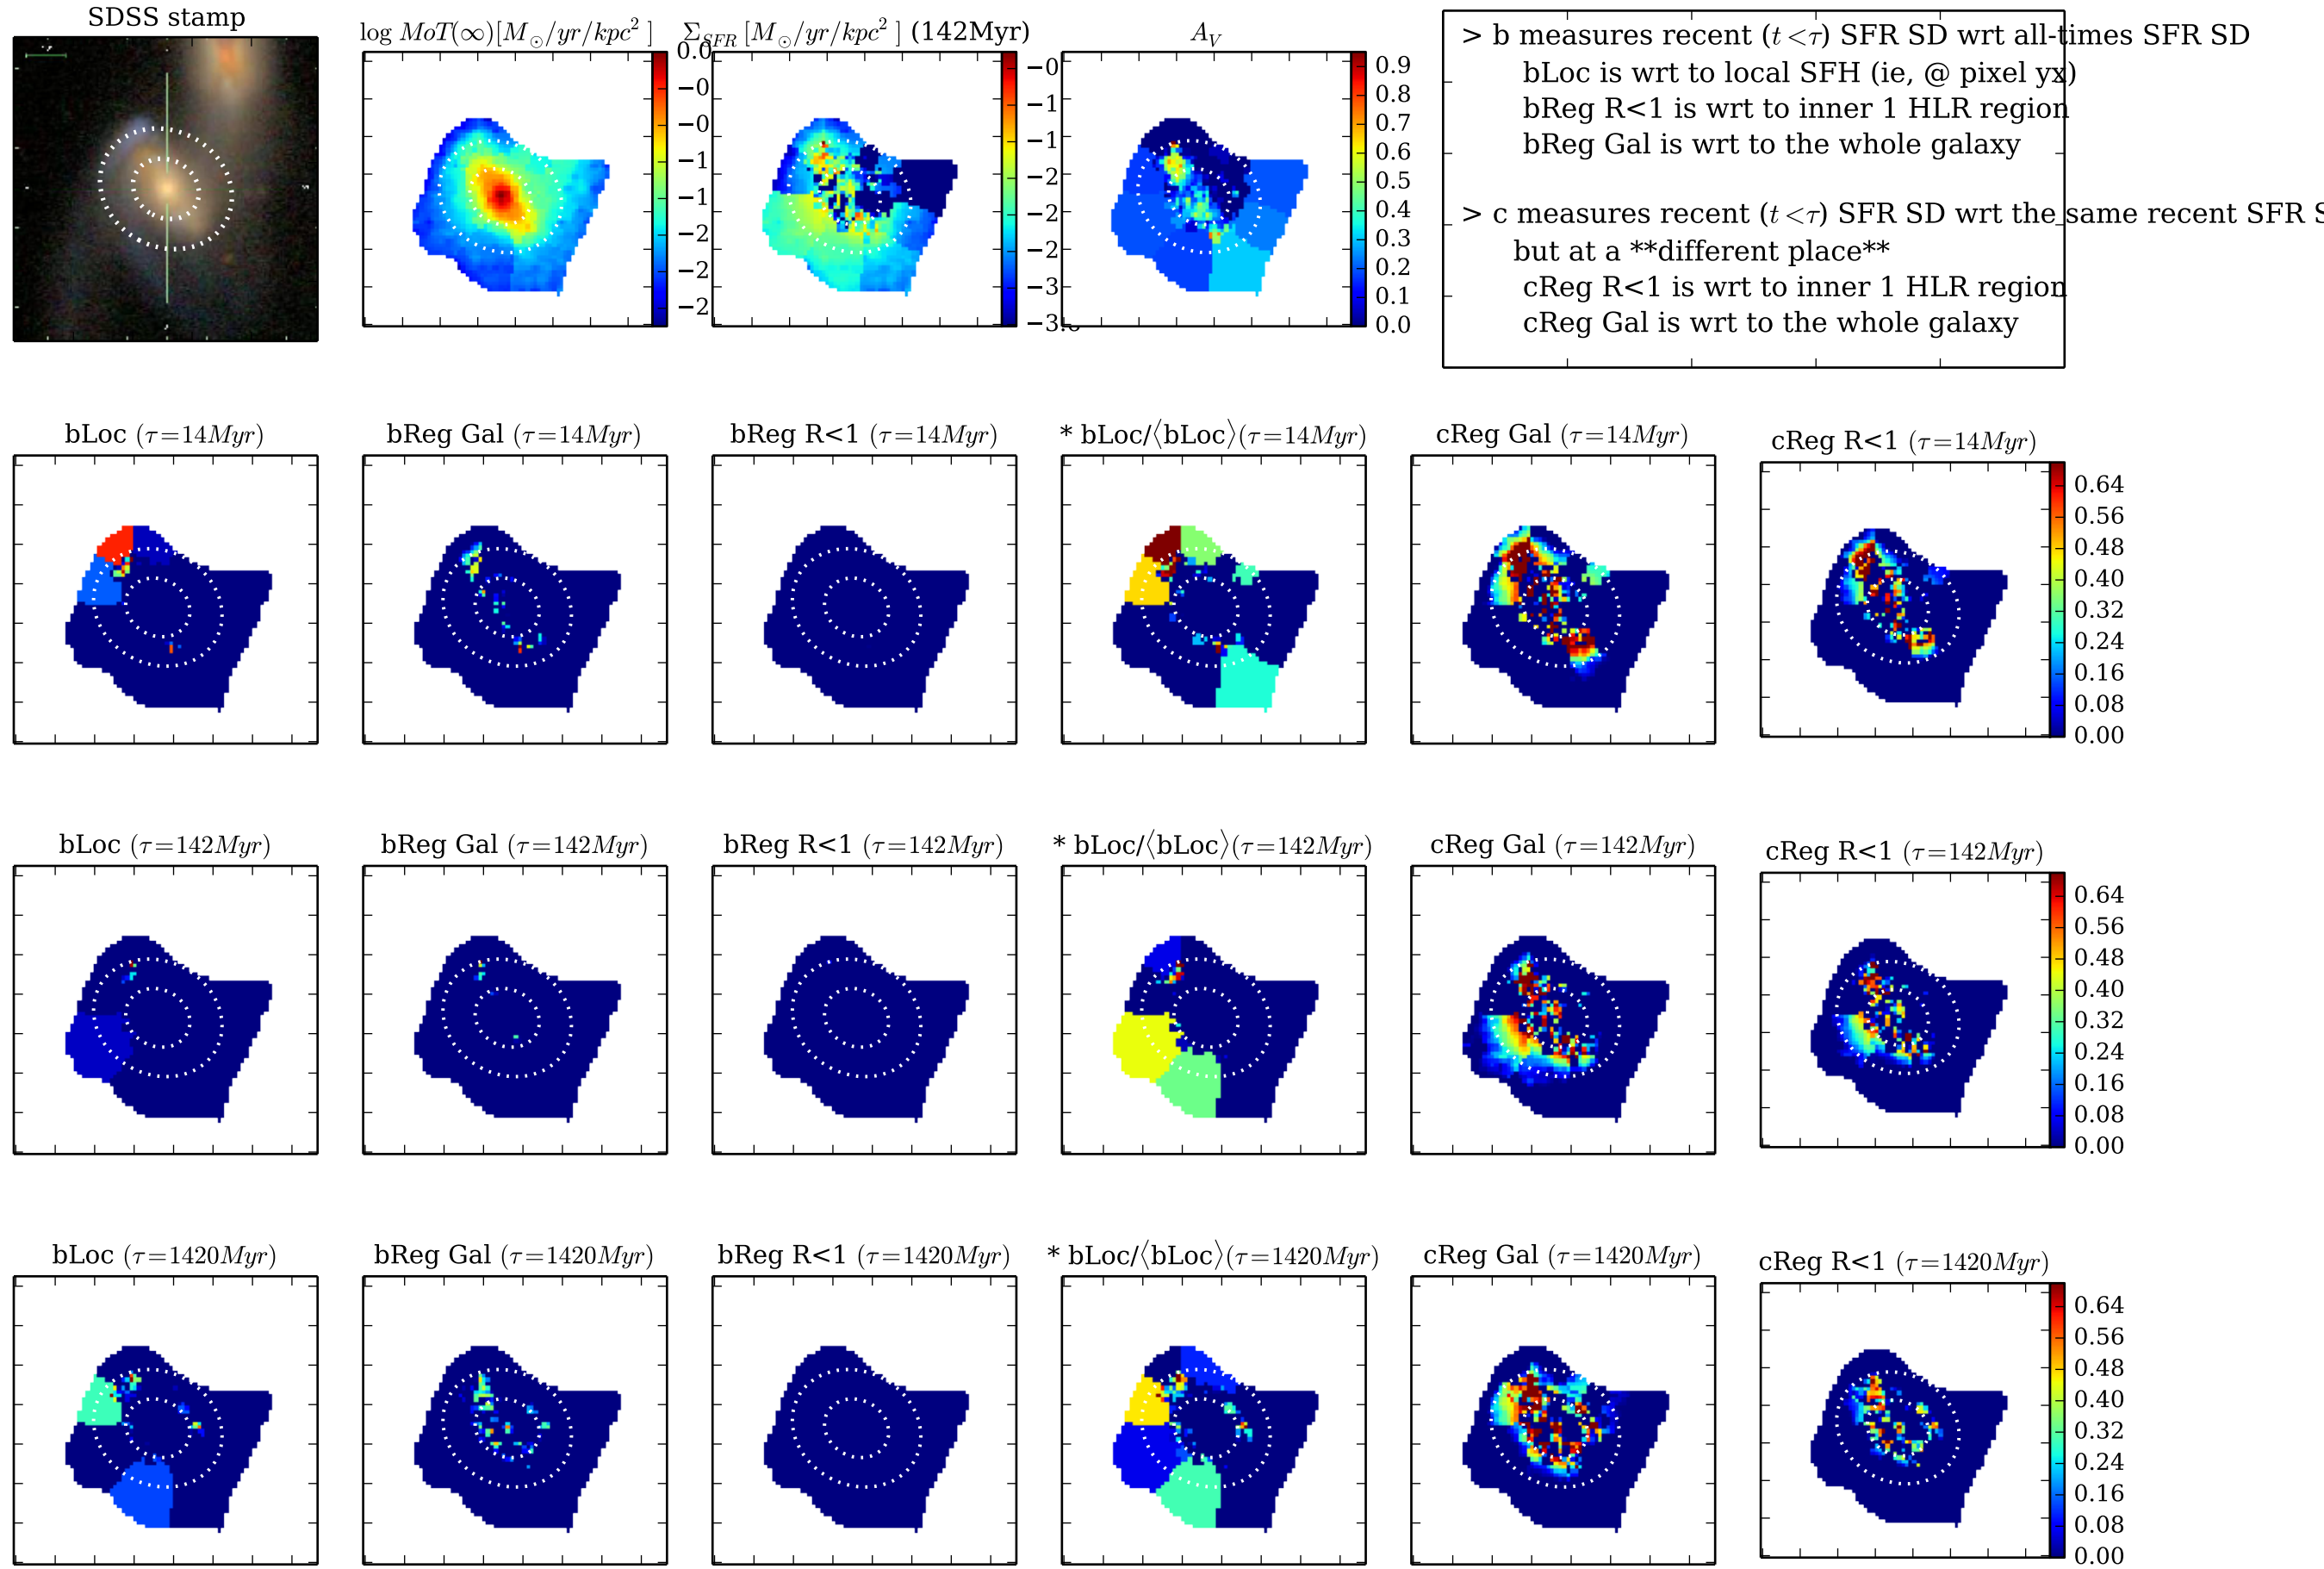 SDSS stamp
log MoT(∞)[M⊙/yr/kpc² ]
ΣSFR [M⊙/yr/kpc² ] (142Myr)
AV
0.0
−0
−0
−1
−1
−2
−2
−2
−0
−1
−1
−2
−2
−2
−3
−3.0
0.9
0.8
0.7
0.6
0.5
0.4
0.3
0.2
0.1
0.0
> b measures recent (t <τ) SFR SD wrt all-times SFR SD
bLoc is wrt to local SFH (ie, @ pixel yx)
bReg R<1 is wrt to inner 1 HLR region
bReg Gal is wrt to the whole galaxy
> c measures recent (t <τ) SFR SD wrt the same recent SFR S
but at a **different place**
cReg R<1 is wrt to inner 1 HLR region
cReg Gal is wrt to the whole galaxy
bLoc (τ=14Myr)
bReg Gal (τ=14Myr)
bReg R<1 (τ=14Myr)
* bLoc/⟨bLoc⟩(τ=14Myr)
cReg Gal (τ=14Myr)
cReg R<1 (τ=14Myr)
0.64
0.56
0.48
0.40
0.32
0.24
0.16
0.08
0.00
bLoc (τ=142Myr)
bReg Gal (τ=142Myr)
bReg R<1 (τ=142Myr)
* bLoc/⟨bLoc⟩(τ=142Myr)
cReg Gal (τ=142Myr)
cReg R<1 (τ=142Myr)
0.64
0.56
0.48
0.40
0.32
0.24
0.16
0.08
0.00
bLoc (τ=1420Myr)
bReg Gal (τ=1420Myr)
bReg R<1 (τ=1420Myr)
* bLoc/⟨bLoc⟩(τ=1420Myr)
cReg Gal (τ=1420Myr)
cReg R<1 (τ=1420Myr)
0.64
0.56
0.48
0.40
0.32
0.24
0.16
0.08
0.00